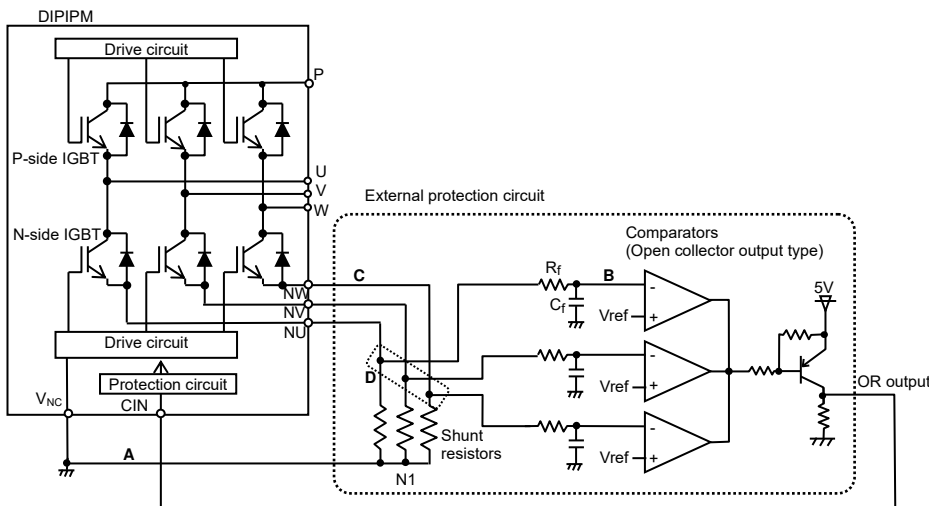 DIPIPM
Drive circuit
P
P-side IGBT
U
V
W
External protection circuit
N-side IGBT
Comparators
(Open collector output type)
C
Rf
B
5V
NW
Cf
-
Vref
+
NV
NU
Drive circuit
D
-
Vref
+
Protection circuit
OR output
VNC
CIN
Shunt
resistors
-
Vref
+
A
N1